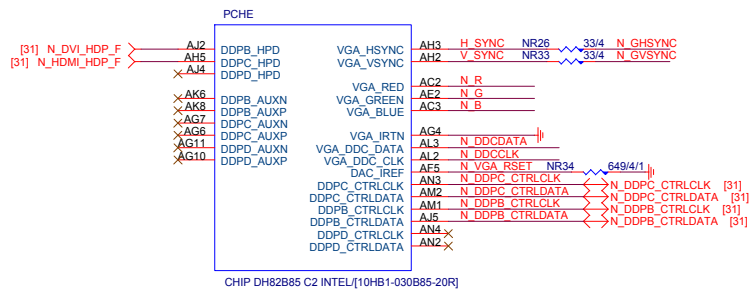 PCHE
[31] N_DVI_HDP_F AJ2 DDPB_HPD VGA_HSYNC AH3 H_SYNC NR26 33/4 N_GHSYNC
[31] N_HDMI_HDP_F AH5 DDPC_HPD VGA_VSYNC AH2 V_SYNC NR33 33/4 N_GVSYNC
AJ4 DDPD_HPD
VGA_RED AC2 N_R
AK6 DDPB_AUXN VGA_GREEN AE2 N_G
AK8 DDPB_AUXP VGA_BLUE AC3 N_B
AG7 DDPC_AUXN
AG6 DDPC_AUXP VGA_IRTN AG4
AG11 DDPD_AUXN VGA_DDC_DATA AL3 N_DDCDATA
AG10 DDPD_AUXP VGA_DDC_CLK AL2 N_DDCCLK
DAC_IREF AF5 N_VGA_RSET NR34 649/4/1
DDPC_CTRLCLK AN3 N_DDPC_CTRLCLK N_DDPC_CTRLCLK [31]
DDPC_CTRLDATA AM2 N_DDPC_CTRLDATA N_DDPC_CTRLDATA [31]
DDPB_CTRLCLK AM1 N_DDPB_CTRLCLK N_DDPB_CTRLCLK [31]
DDPB_CTRLDATA AJ5 N_DDPB_CTRLDATA N_DDPB_CTRLDATA [31]
DDPD_CTRLCLK AN4
DDPD_CTRLDATA AN2
CHIP DH82B85 C2 INTEL/[10HB1-030B85-20R]